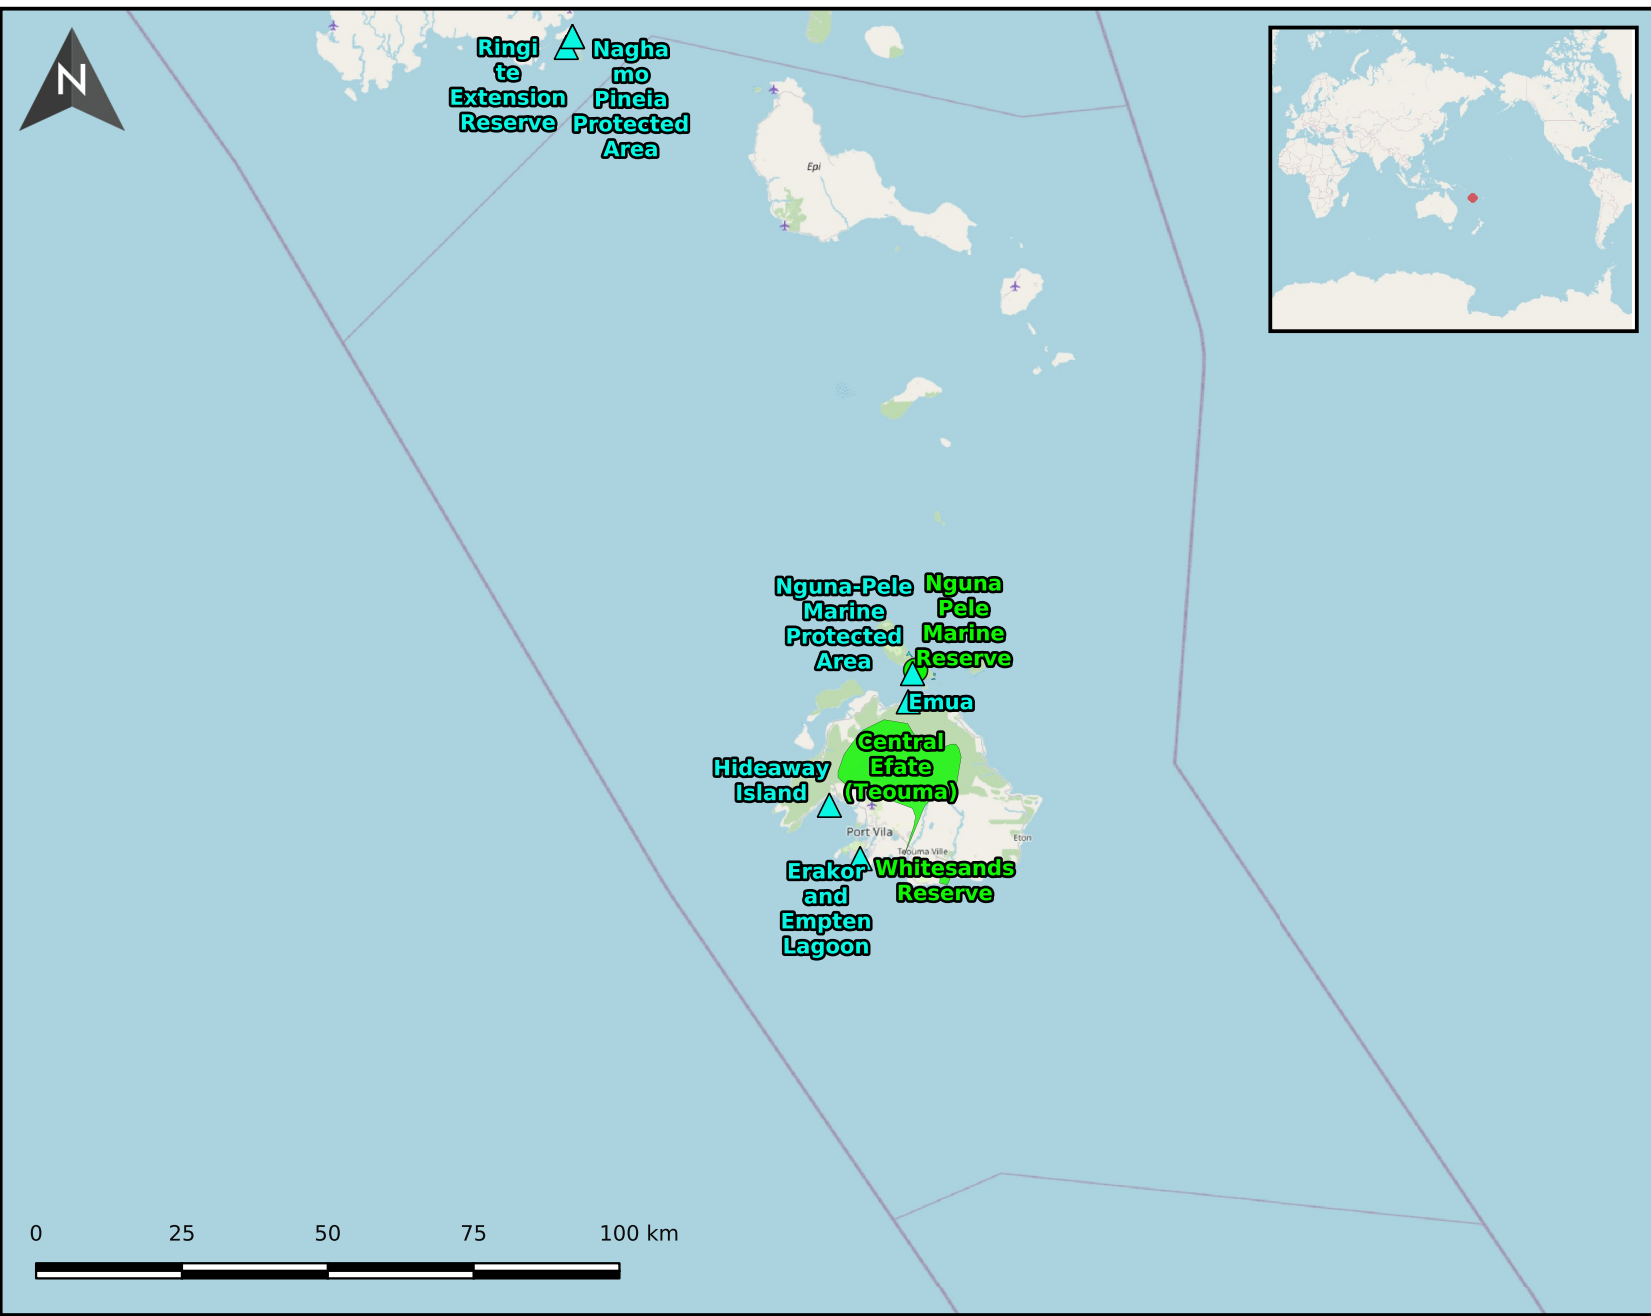 N
Ringi
te
Extension
Reserve
Nagha
mo
Pineia
Protected
Area
Epi
Nguna-Pele
Marine
Protected
Area
Nguna
Pele
Marine
Reserve
Emua
Central
Efate
(Teouma)
Hideaway
Island
Port Vila
Eton
Teouma Ville
Erakor
and
Empten
Lagoon
Whitesands
Reserve
0 25 50 75 100 km